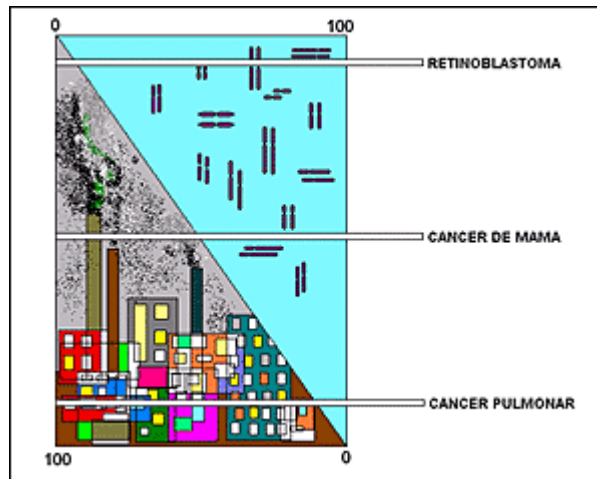 0 100
RETINOBLASTOMA
CANCER DE MAMA
CANCER PULMONAR
100 0